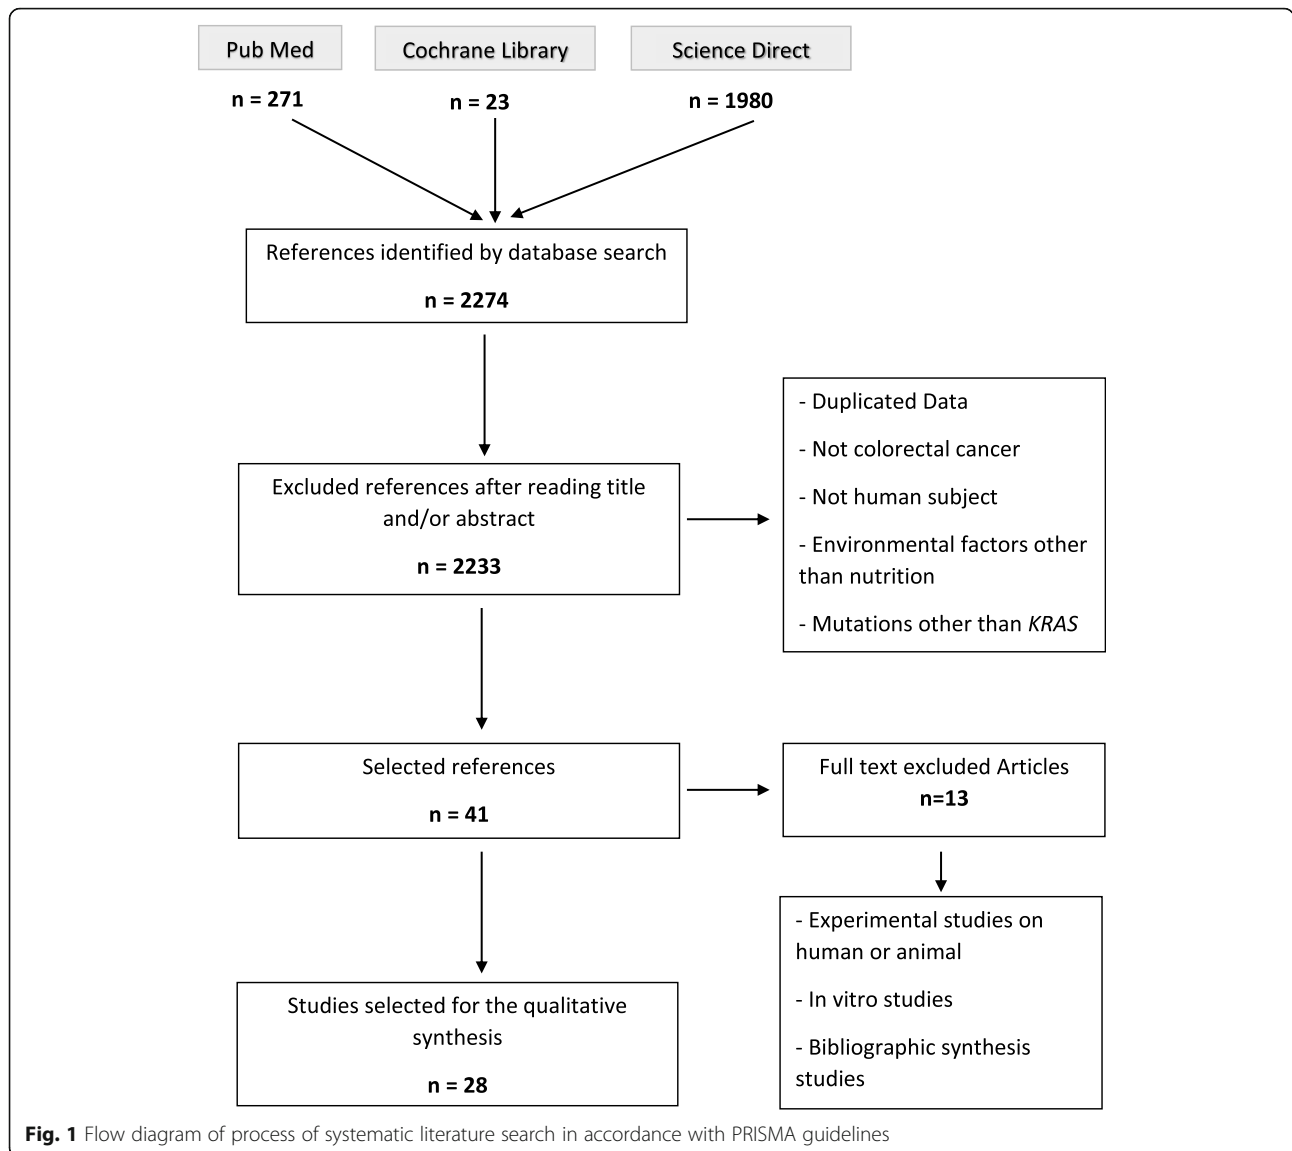 Pub Med
Cochrane Library
Science Direct
n = 271
n = 23
n = 1980
References identified by database search
n = 2274
Excluded references after reading title
and/or abstract
n = 2233
- Duplicated Data
- Not colorectal cancer
- Not human subject
- Environmental factors other
than nutrition
- Mutations other than KRAS
Selected references
n = 41
Full text excluded Articles
n=13
- Experimental studies on
human or animal
- In vitro studies
- Bibliographic synthesis
studies
Studies selected for the qualitative
synthesis
n = 28
Fig. 1 Flow diagram of process of systematic literature search in accordance with PRISMA guidelines